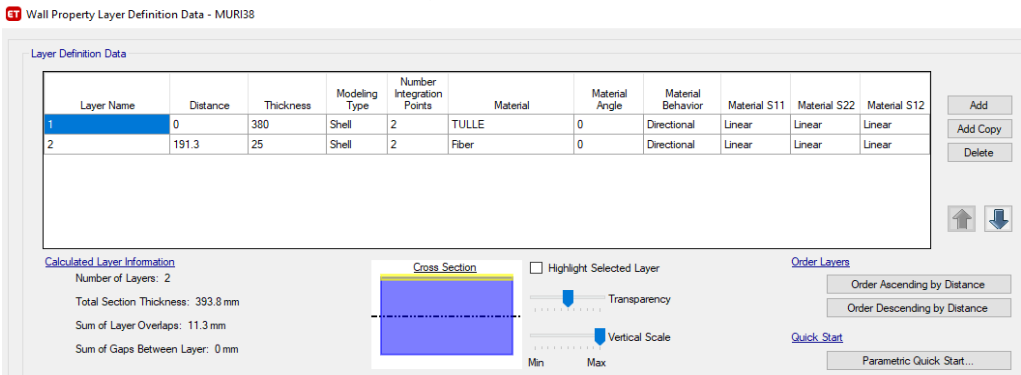 ET Wall Property Layer Definition Data - MURI38
Layer Definition Data
Layer Name Distance Thickness Modeling Type Number Integration Points Material Material Angle Material Behavior Material S11 Material S22 Material S12
1 0 380 Shell 2 TULLE 0 Directional Linear Linear Linear
2 191.3 25 Shell 2 Fiber 0 Directional Linear Linear Linear
Add
Add Copy
Delete
Calculated Layer Information
Number of Layers: 2
Total Section Thickness: 393.8 mm
Sum of Layer Overlaps: 11.3 mm
Sum of Gaps Between Layer: 0 mm
Cross Section
Highlight Selected Layer
Transparency
Vertical Scale
Min Max
Order Layers
Order Ascending by Distance
Order Descending by Distance
Quick Start
Parametric Quick Start...